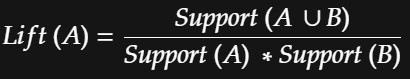 Lift (A) = Support (A ∪ B) / Support (A) * Support (B)